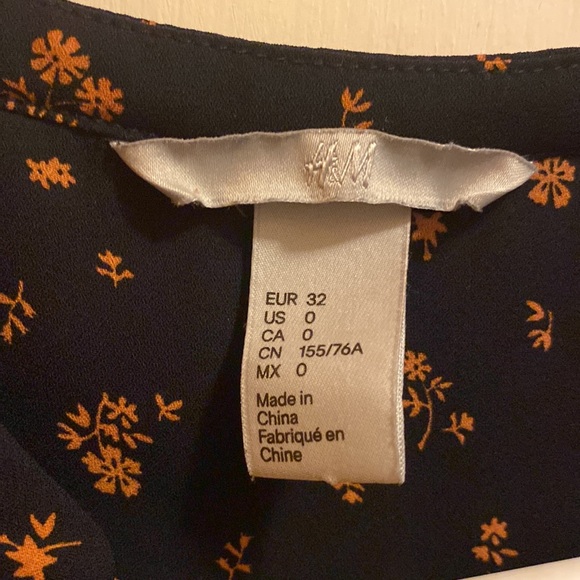 H&M
EUR 32
US 0
CA 0
CN 155/76A
MX 0
Made in
China
Fabriqué en
Chine